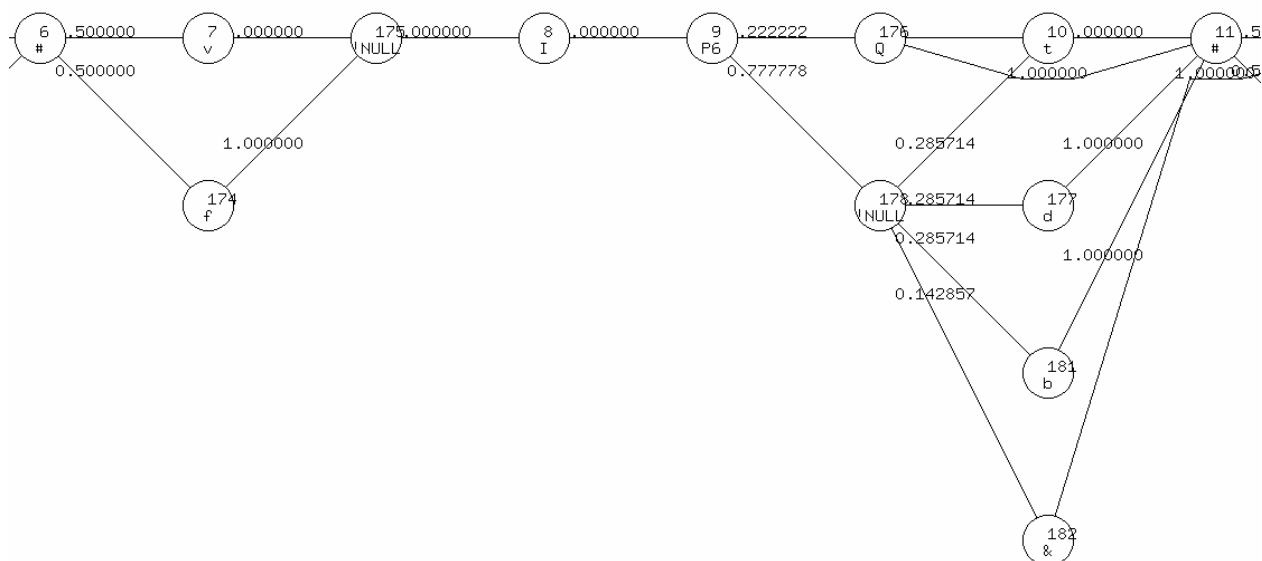 6 .500000 7 .000000 175 .000000 8 .000000 9 .222222 176 10 .000000 11 .5
# v !NULL I P6 Q t #
0.500000 0.777778 1.000000 1.000000 0.5
1.000000 0.285714 1.000000
174 178 .285714 177
f !NULL d
0.285714 1.000000
0.142857
181
b
182
&